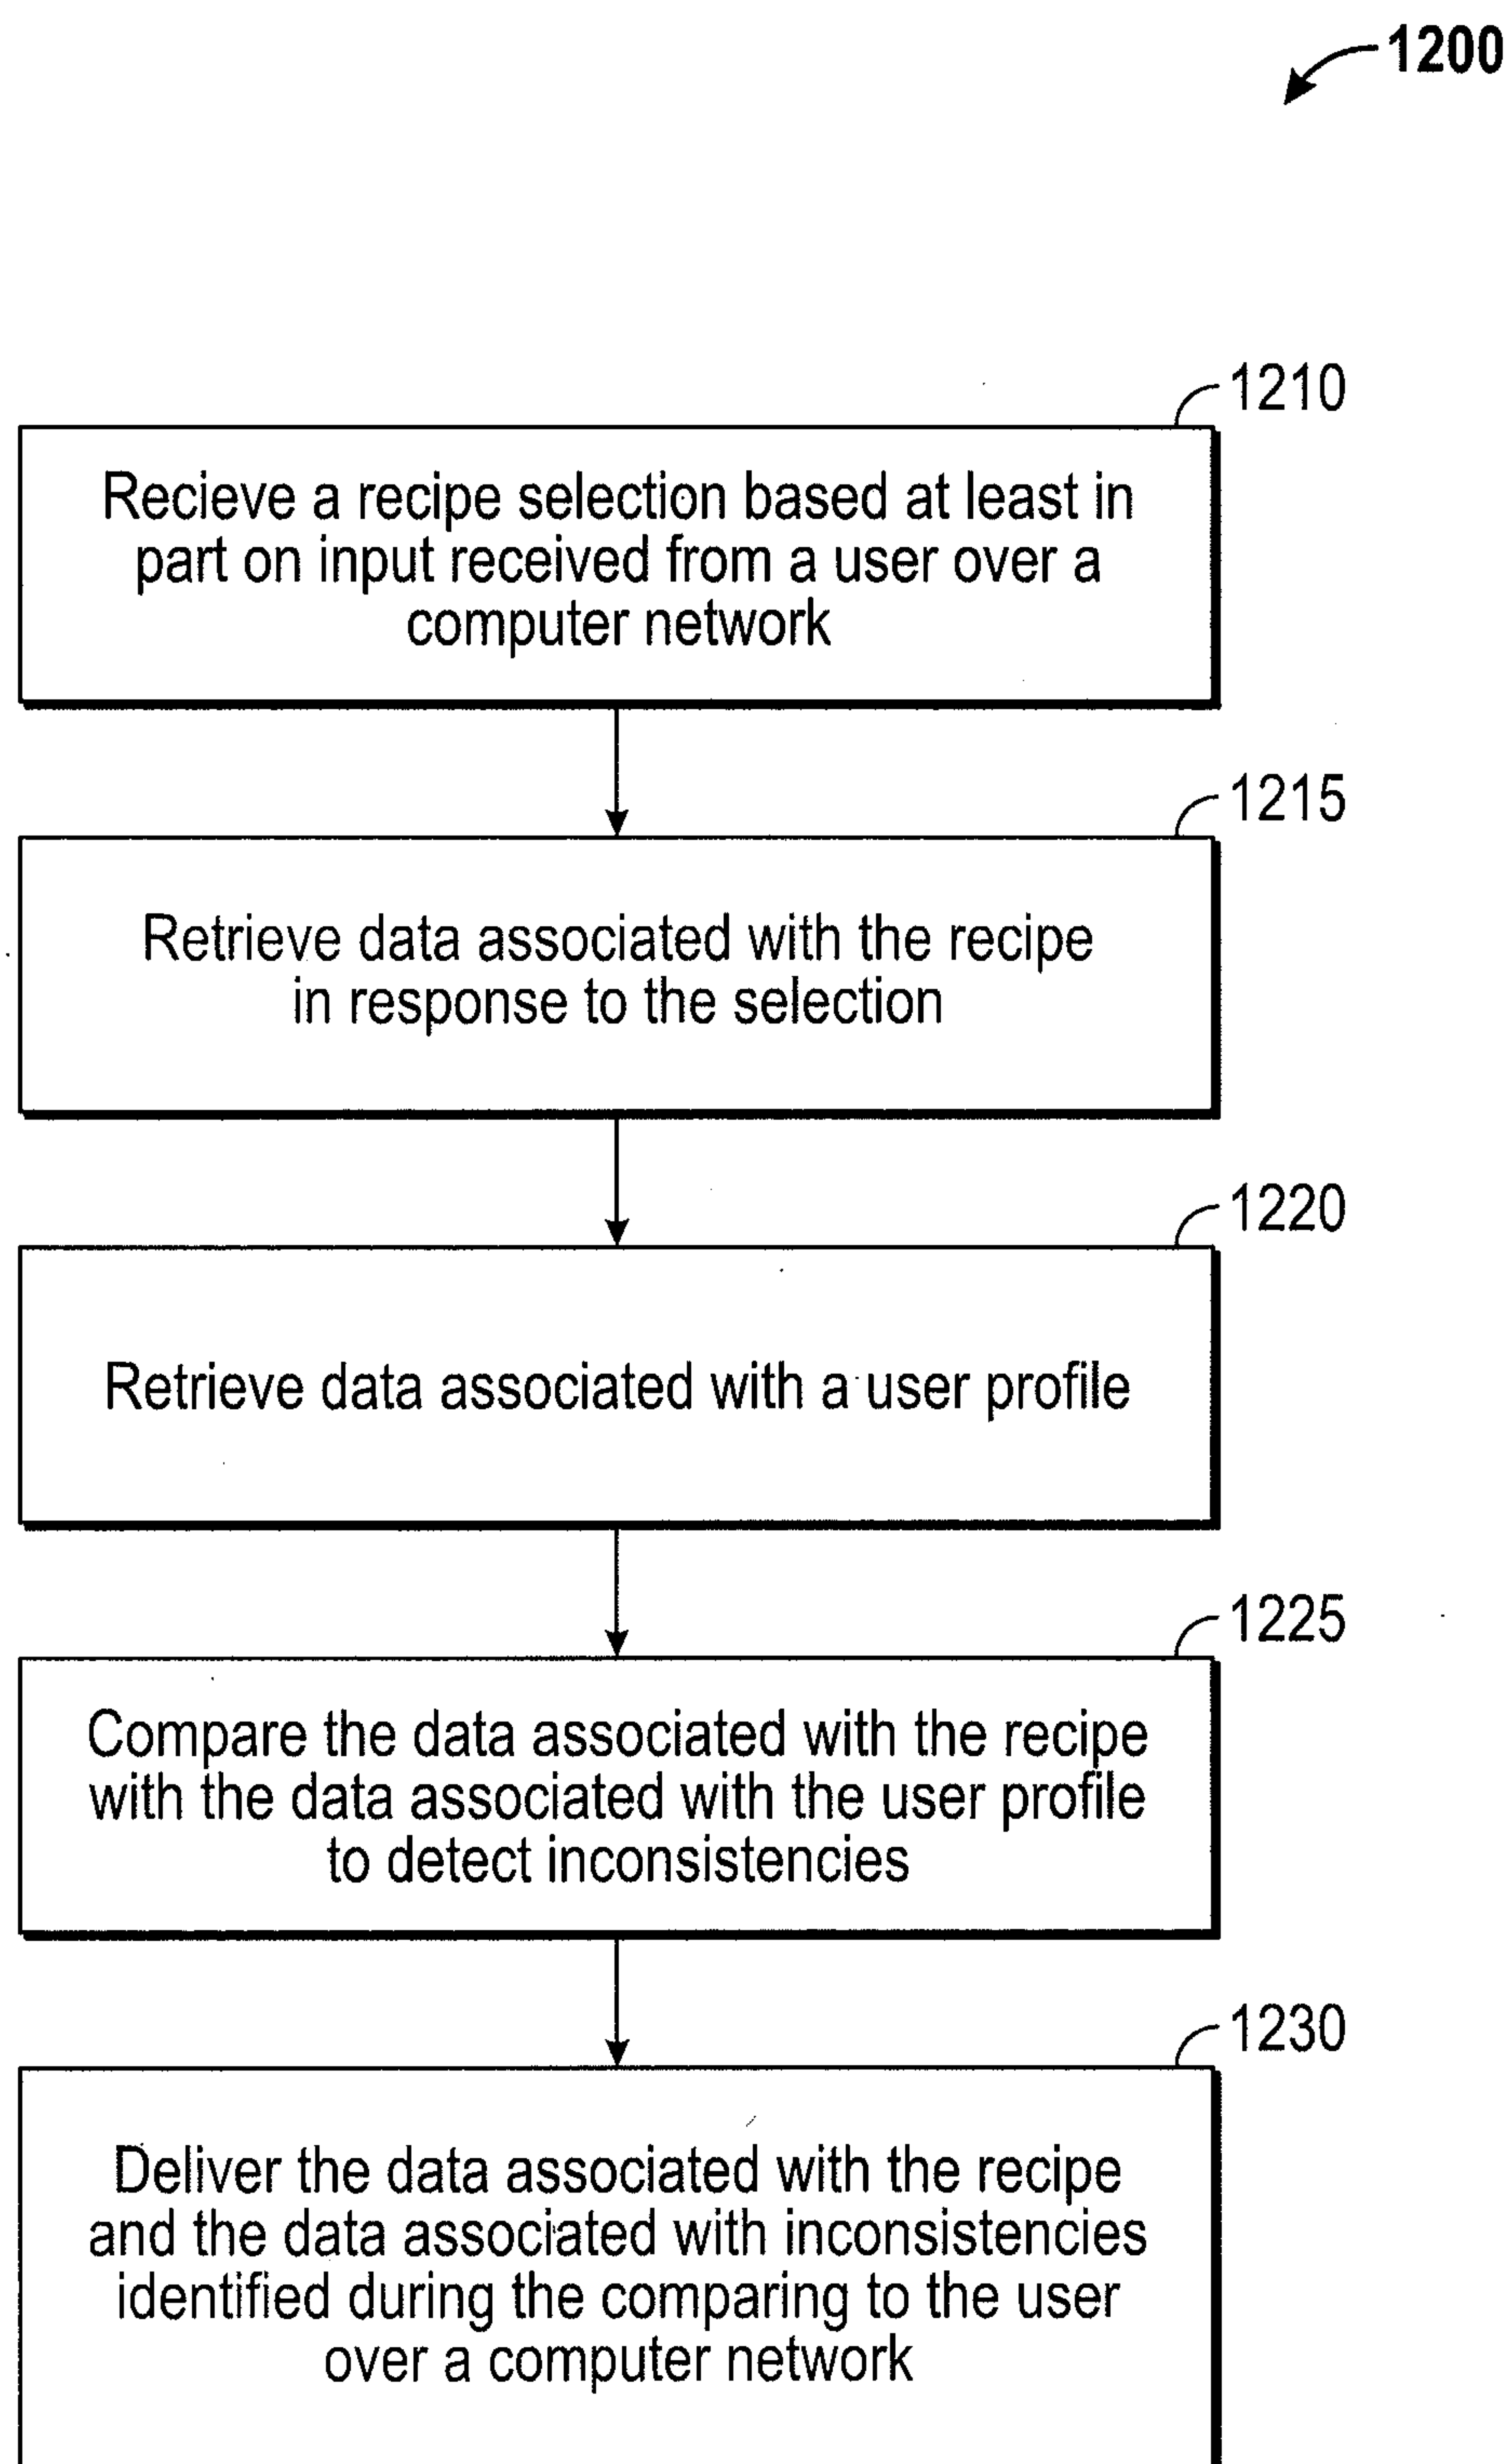 1200
1210
Recieve a recipe selection based at least in
part on input received from a user over a
computer network
1215
Retrieve data associated with the recipe
in response to the selection
1220
Retrieve data associated with a user profile
1225
Compare the data associated with the recipe
with the data associated with the user profile
to detect inconsistencies
1230
Deliver the data associated with the recipe
and the data associated with inconsistencies
identified during the comparing to the user
over a computer network